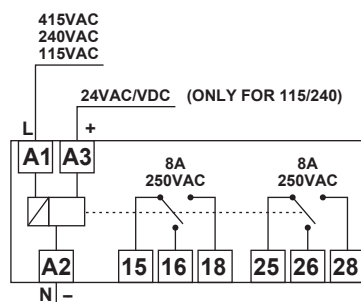 415VAC
240VAC
115VAC
24VAC/VDC (ONLY FOR 115/240)
L +
A1 A3
8A 8A
250VAC 250VAC
A2 15 16 18 25 26 28
N –